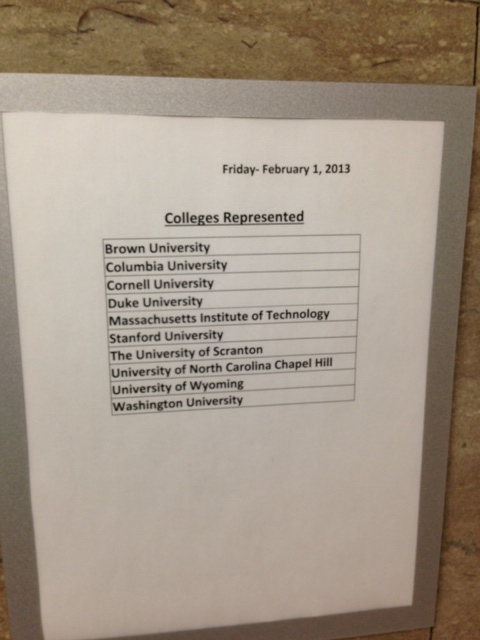 Friday- February 1, 2013
Colleges Represented
Brown University
Columbia University
Cornell University
Duke University
Massachusetts Institute of Technology
Stanford University
The University of Scranton
University of North Carolina Chapel Hill
University of Wyoming
Washington University